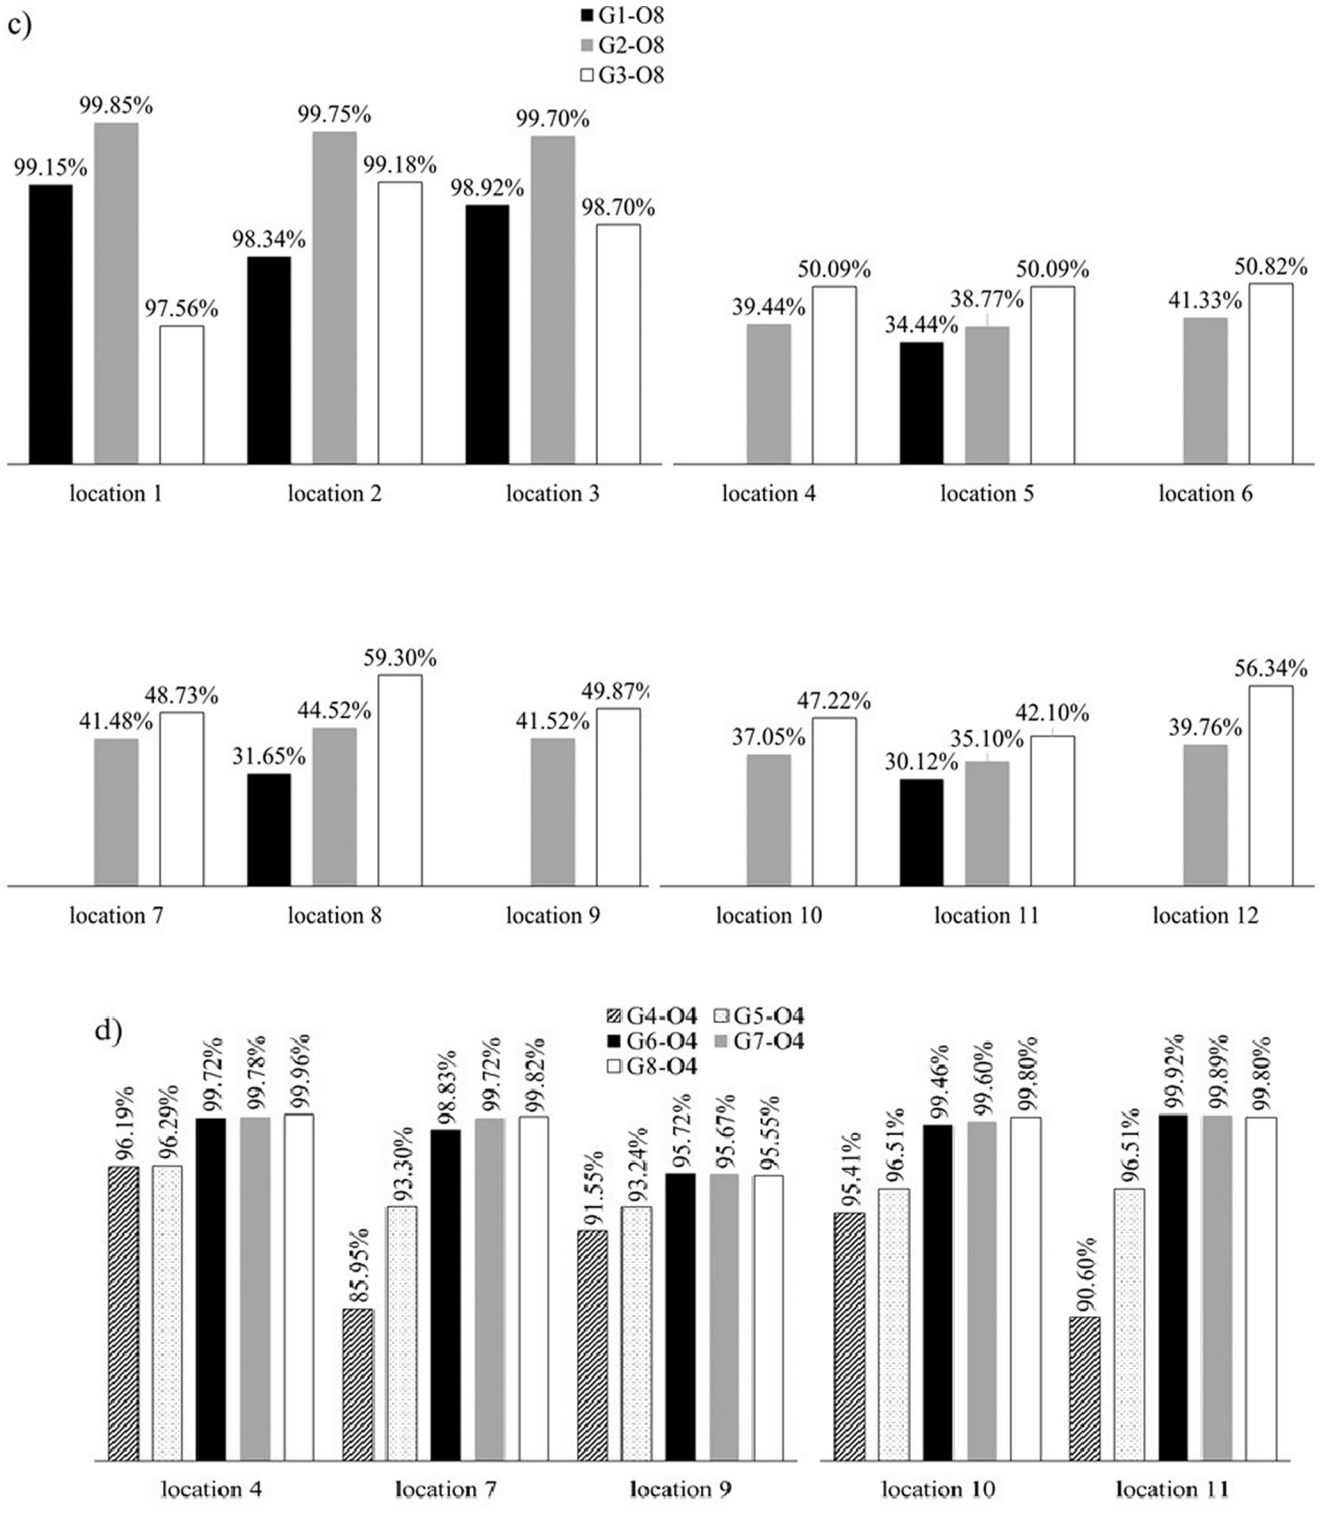 c)
G1-O8
G2-O8
G3-O8
99.15% 99.85% 97.56% 98.34% 99.75% 99.18% 98.92% 99.70% 98.70% 39.44% 50.09% 34.44% 38.77% 50.09% 41.33% 50.82%
location 1 location 2 location 3 location 4 location 5 location 6
41.48% 48.73% 31.65% 44.52% 59.30% 41.52% 49.87% 37.05% 47.22% 30.12% 35.10% 42.10% 39.76% 56.34%
location 7 location 8 location 9 location 10 location 11 location 12
d)
G4-O4 G5-O4
G6-O4 G7-O4
G8-O4
96.19% 96.29% 99.72% 99.78% 99.96% 85.95% 93.30% 98.83% 99.72% 99.82% 91.55% 93.24% 95.72% 95.67% 95.55% 95.41% 96.51% 99.46% 99.60% 99.80% 90.60% 96.51% 99.92% 99.89% 99.80%
location 4 location 7 location 9 location 10 location 11